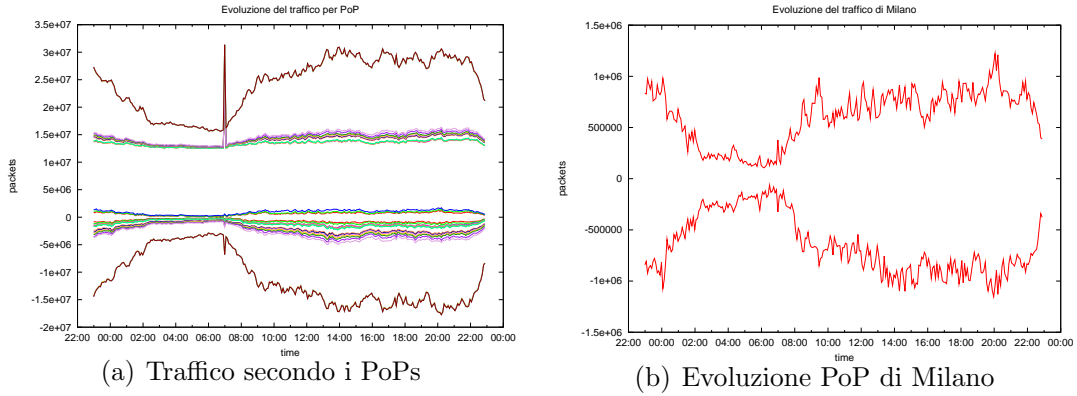 Evoluzione del traffico per PoP
3.5e+07
3e+07
2.5e+07
2e+07
1.5e+07
1e+07
5e+06
0
-5e+06
-1e+07
-1.5e+07
-2e+07
packets
22:00 00:00 02:00 04:00 06:00 08:00 10:00 12:00 14:00 16:00 18:00 20:00 22:00 00:00
time
(a) Traffico secondo i PoPs
Evoluzione del traffico di Milano
1.5e+06
1e+06
500000
0
-500000
-1e+06
-1.5e+06
packets
22:00 00:00 02:00 04:00 06:00 08:00 10:00 12:00 14:00 16:00 18:00 20:00 22:00 00:00
time
(b) Evoluzione PoP di Milano